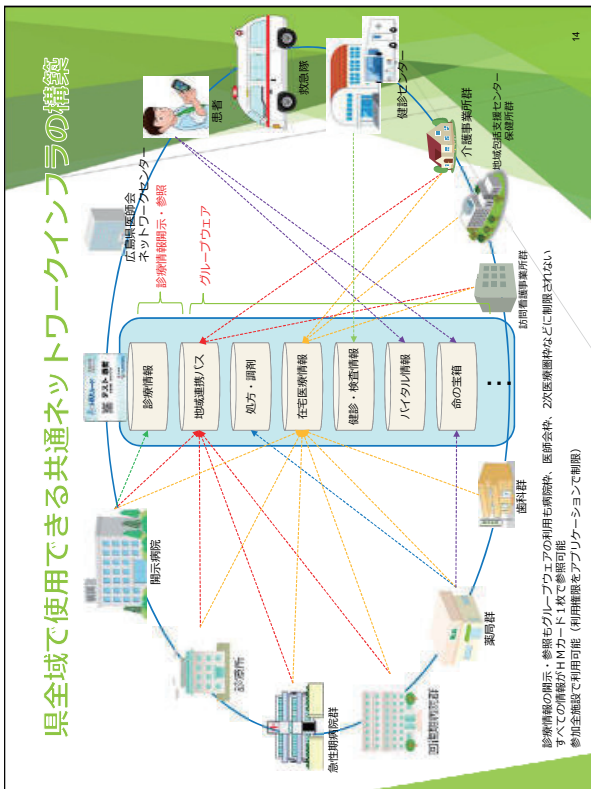 県全域で使用できる共通ネットワークインフラの構築
広島県医師会
ネットワークセンター
診療情報開示・参照
グループウェア
患者
救急隊
健診センター
介護事業所群
地域包括支援センター
保健所群
訪問看護事業所群
歯科群
薬局群
回復期病院群
急性期病院群
診療所
開示病院
診療情報
地域連携パス
処方・調剤
在宅医療情報
健診・検査情報
バイタル情報
命の宝箱
診療情報の開示・参照もグループウェアの利用も病院枠、医師会枠、2次医療圏枠などに制限されない
すべての情報がHMカード1枚で参照可能
参加全施設で利用可能(利用権限をアプリケーションで制限)
14